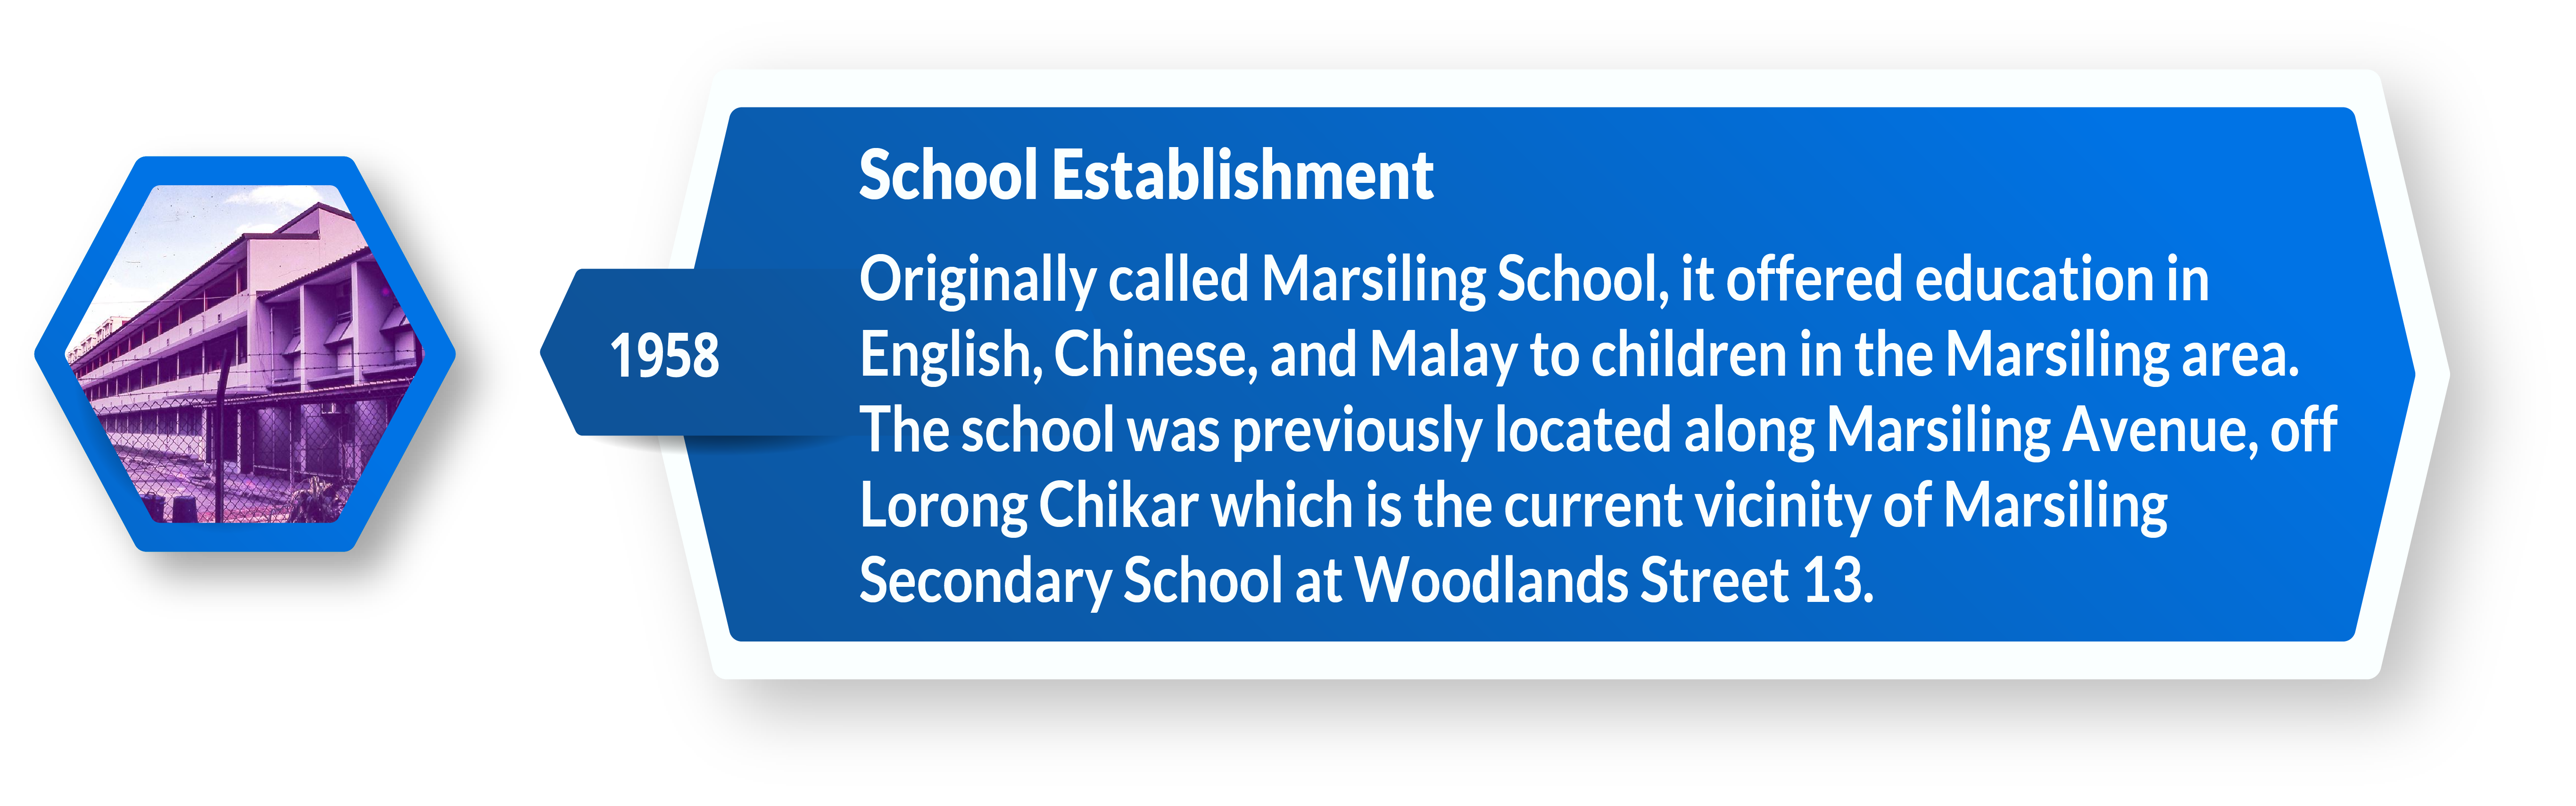 School Establishment
1958
Originally called Marsiling School, it offered education in
English, Chinese, and Malay to children in the Marsiling area.
The school was previously located along Marsiling Avenue, off
Lorong Chikar which is the current vicinity of Marsiling
Secondary School at Woodlands Street 13.